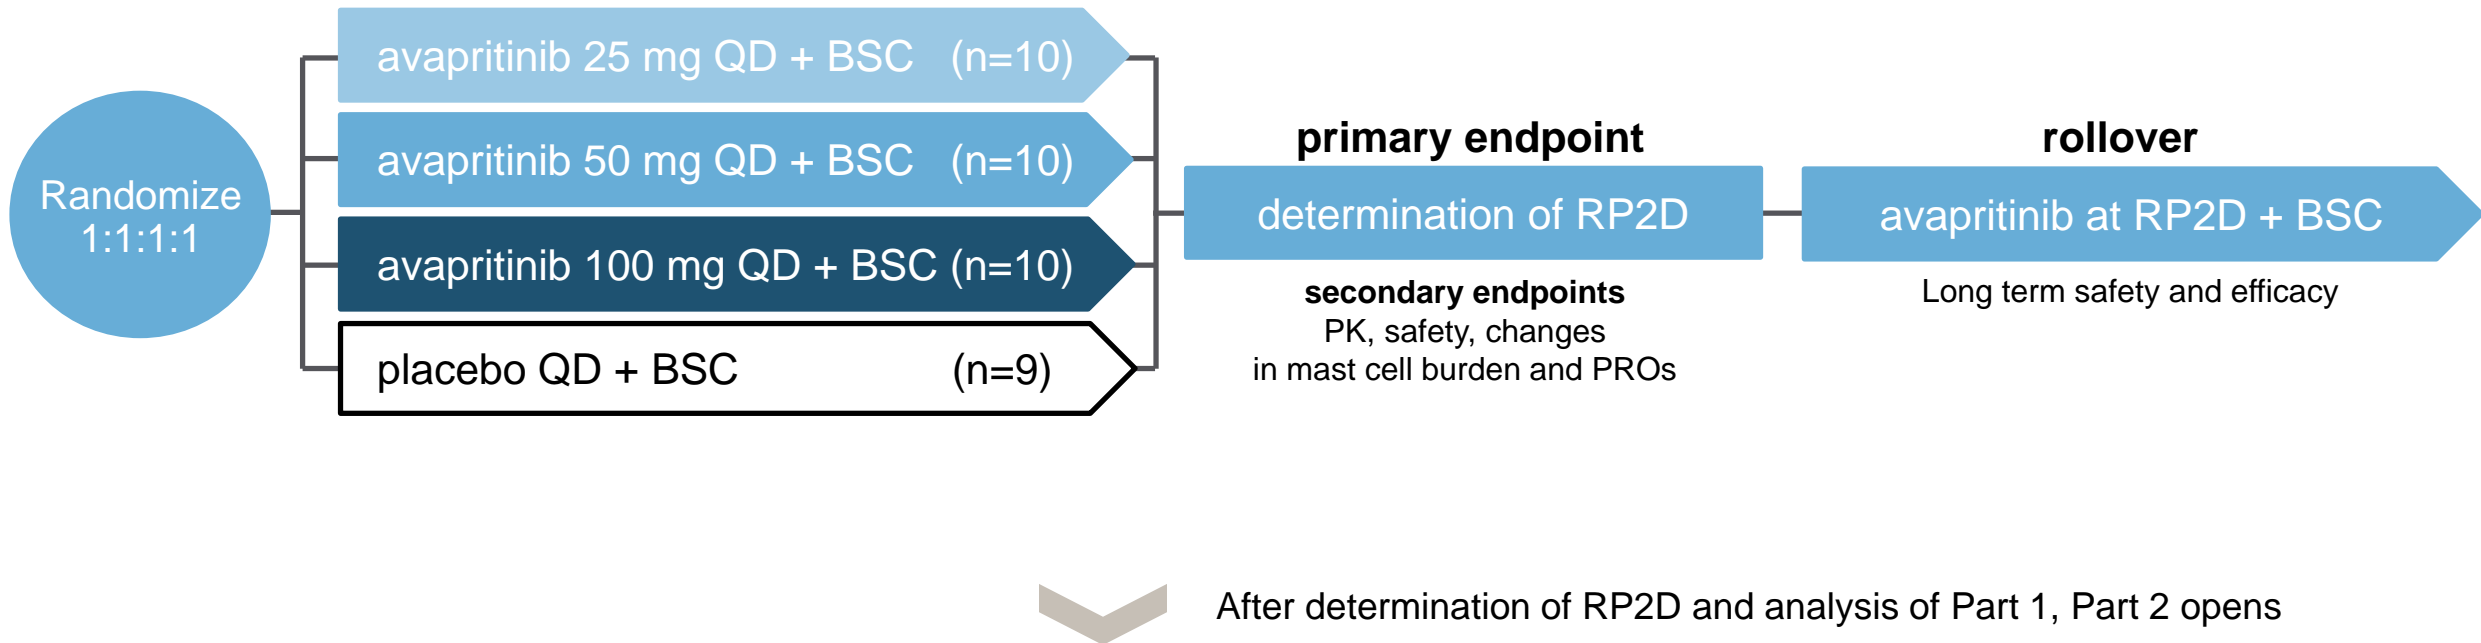 Randomize
1:1:1:1
avapritinib 25 mg QD + BSC (n=10)
avapritinib 50 mg QD + BSC (n=10)
avapritinib 100 mg QD + BSC (n=10)
placebo QD + BSC (n=9)
primary endpoint
determination of RP2D
secondary endpoints
PK, safety, changes
in mast cell burden and PROs
rollover
avapritinib at RP2D + BSC
Long term safety and efficacy
After determination of RP2D and analysis of Part 1, Part 2 opens